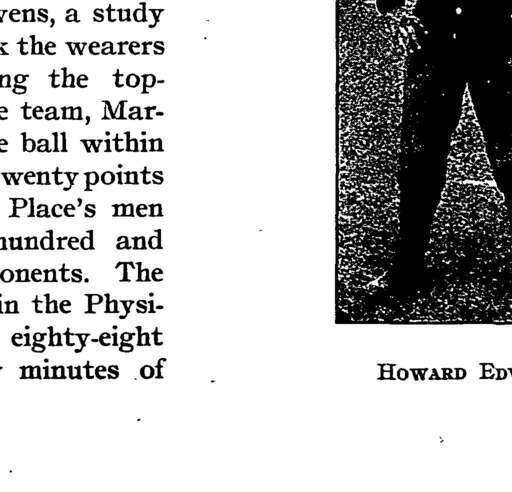 vens, a study
k the wearers
ng the top-
e team, Mar-
e ball within
wenty points
Place's men
hundred and
onents. The
in the Physi-
eighty-eight
minutes of
HOWARD EDW